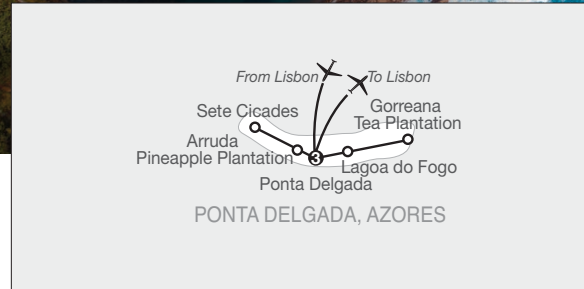 From Lisbon
To Lisbon
Sete Cicades
Gorreana
Tea Plantation
Arruda
Pineapple Plantation
3
Lagoa do Fogo
Ponta Delgada
PONTA DELGADA, AZORES